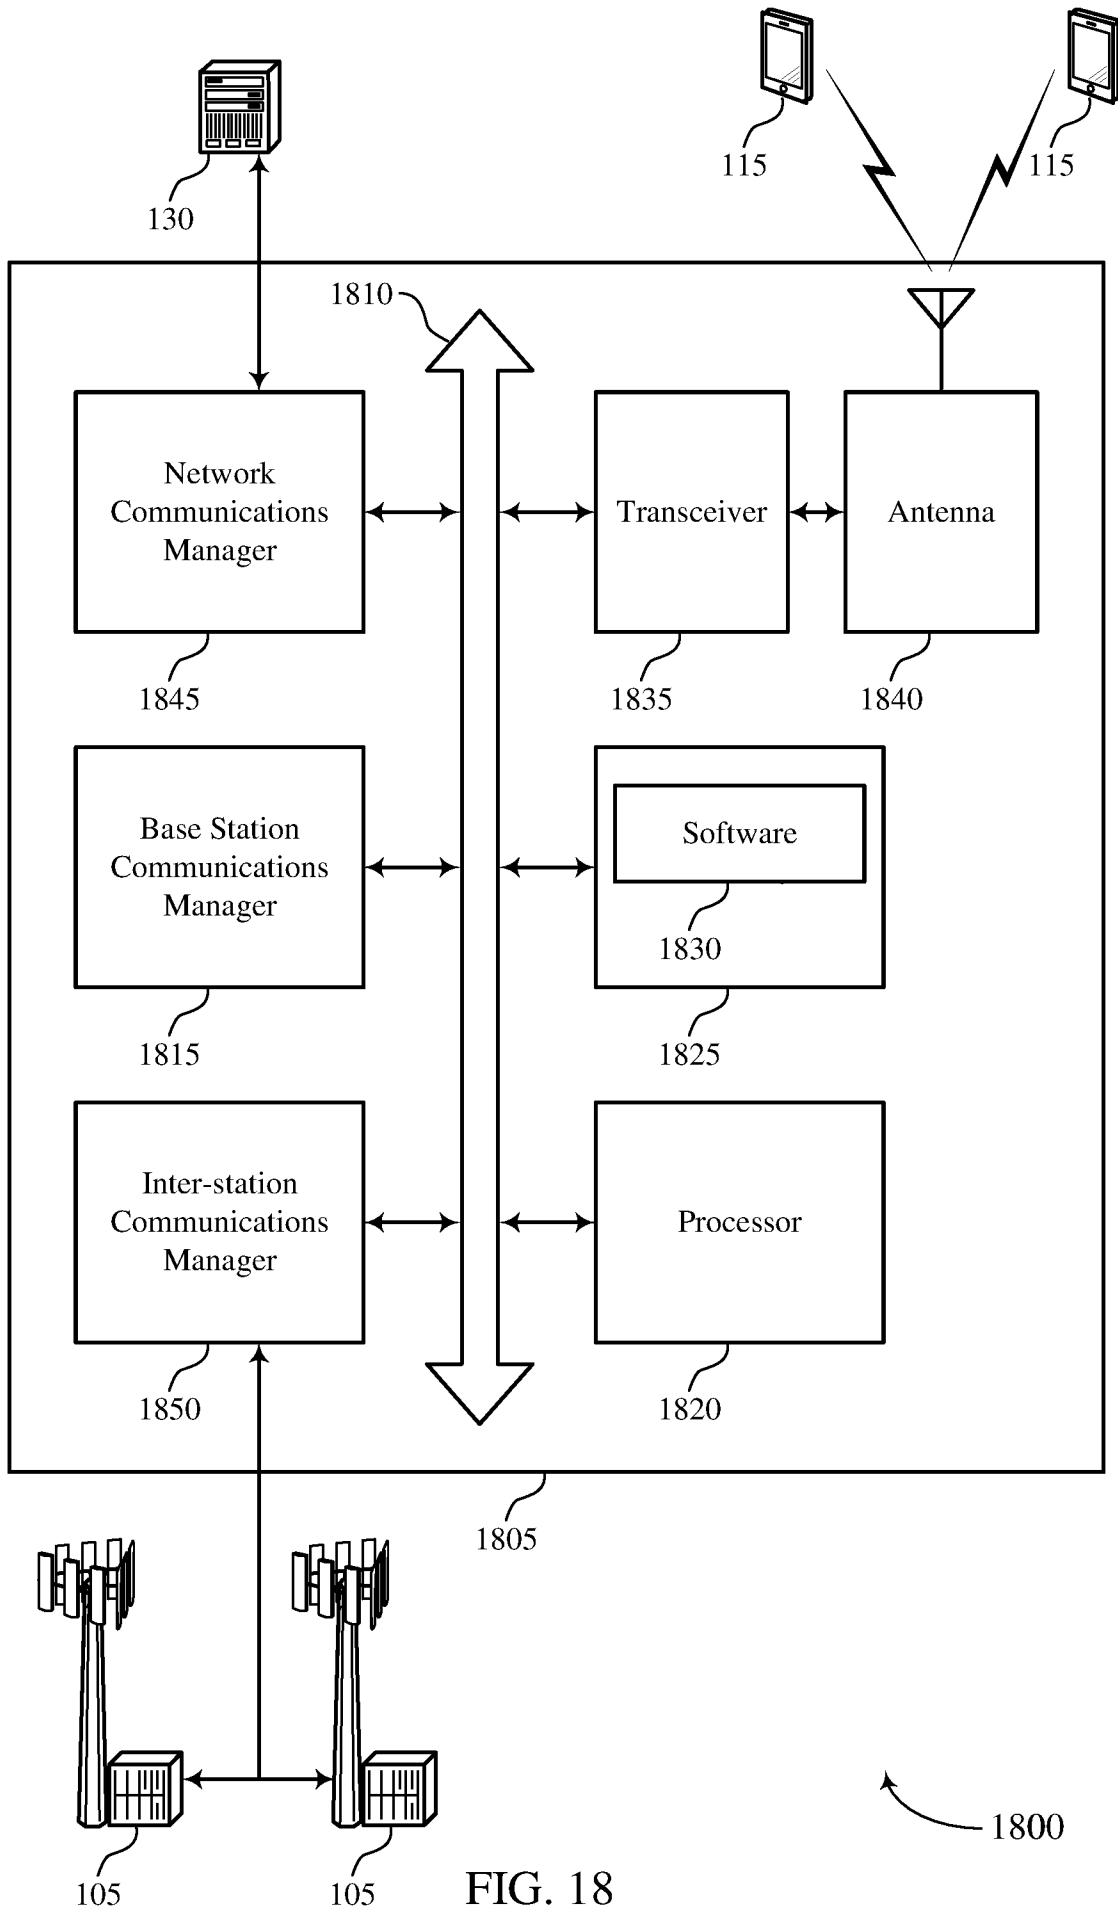 115
115
130
1810
Network
Communications
Manager
Transceiver
Antenna
1845
1835
1840
Base Station
Communications
Manager
Software
1830
1815
1825
Inter-station
Communications
Manager
Processor
1850
1820
1805
1800
105
105
FIG. 18